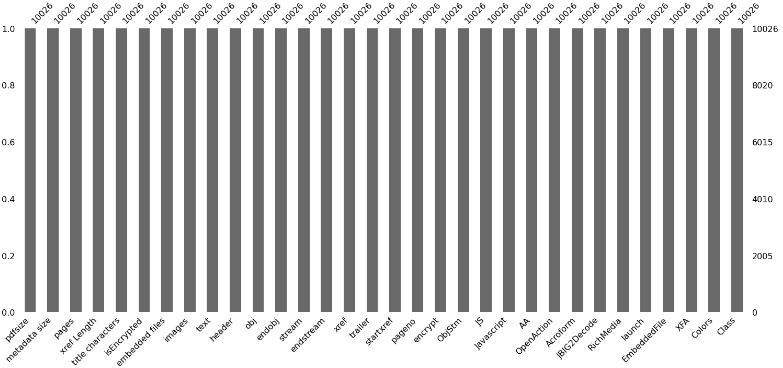 10026 10026 10026 10026 10026 10026 10026 10026 10026 10026 10026 10026 10026 10026 10026 10026 10026 10026 10026 10026 10026 10026 10026 10026 10026 10026 10026 10026 10026 10026 10026 10026
1.0 10026
0.8 8020
0.6 6015
0.4 4010
0.2 2005
0.0 0
pdfsize
metadata size
pages
xref Length
title characters
isEncrypted
embedded files
images
text
header
obj
endobj
stream
endstream
xref
trailer
startxref
pageno
encrypt
ObjStm
JS
Javascript
AA
OpenAction
Acroform
JBIG2Decode
RichMedia
launch
EmbeddedFile
XFA
Colors
Class